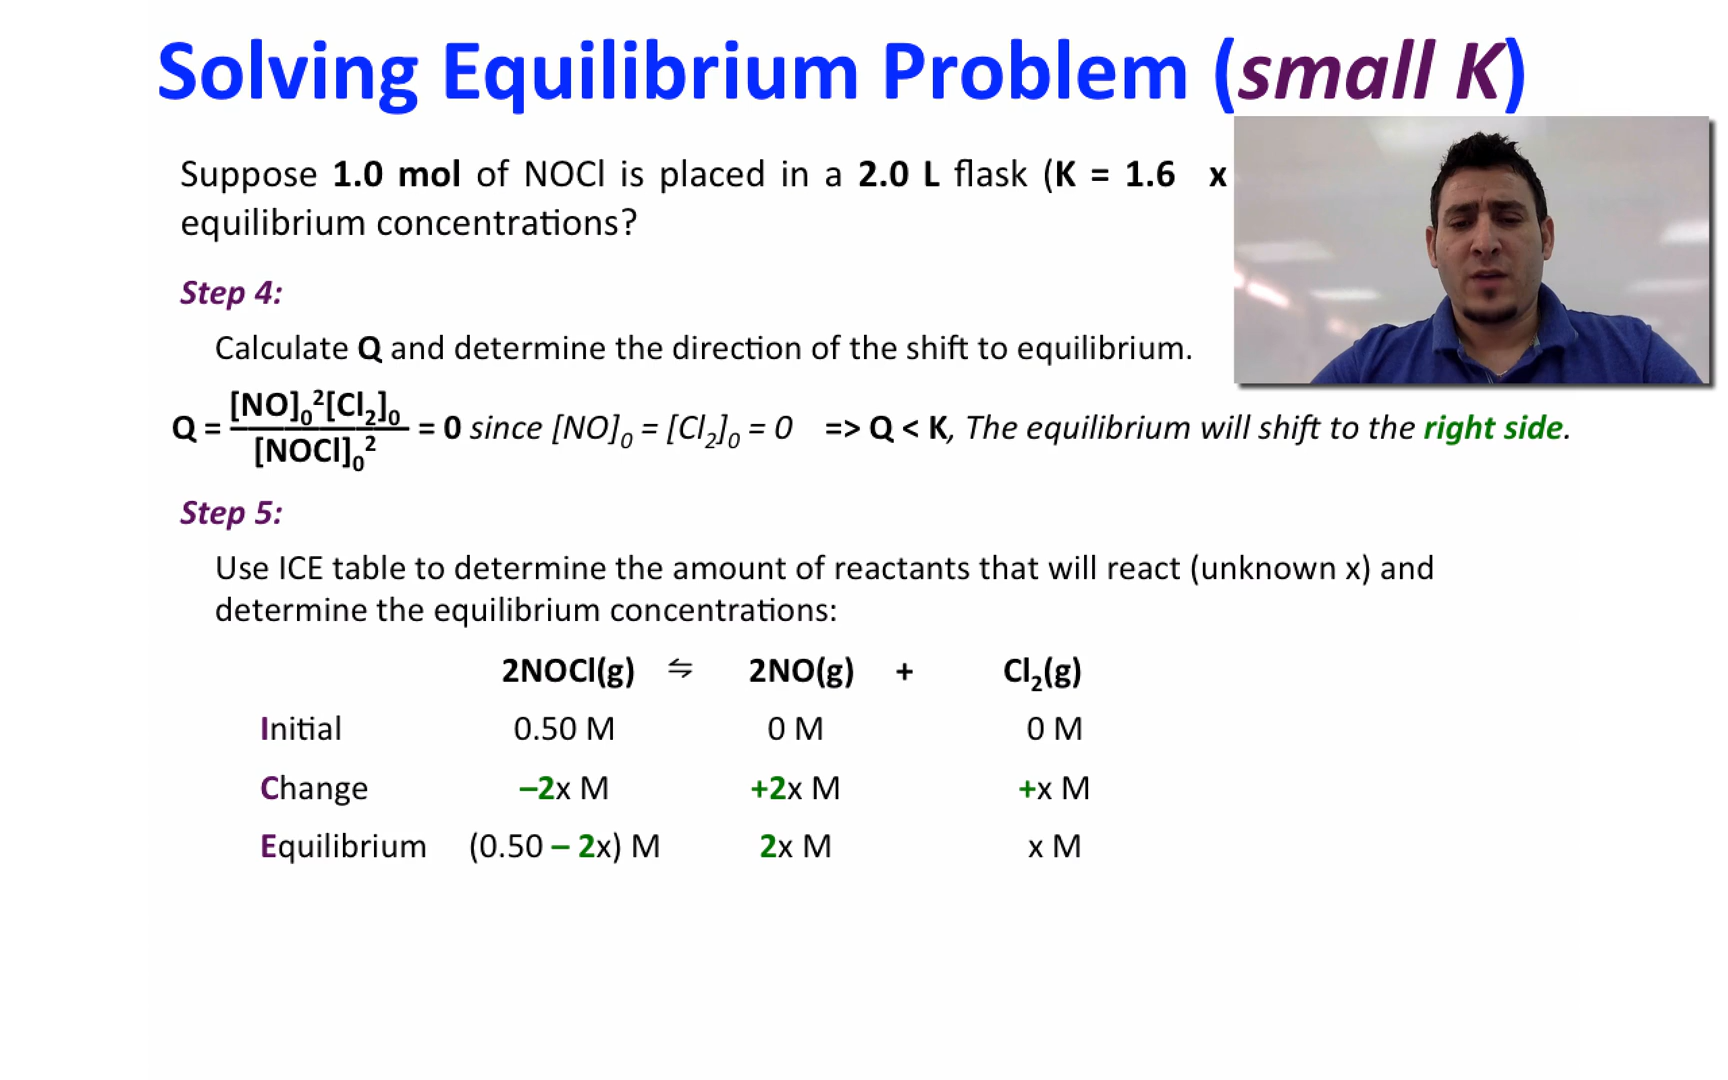 Solving Equilibrium Problem (small K)
Suppose 1.0 mol of NOCl is placed in a 2.0 L flask (K = 1.6 x
equilibrium concentrations?
Step 4:
Calculate Q and determine the direction of the shift to equilibrium.
Q = [NO]₀²[Cl₂]₀ / [NOCl]₀² = 0 since [NO]₀ = [Cl₂]₀ = 0 => Q < K, The equilibrium will shift to the right side.
Step 5:
Use ICE table to determine the amount of reactants that will react (unknown x) and
determine the equilibrium concentrations:
2NOCl(g) ⇋ 2NO(g) + Cl₂(g)
Initial 0.50 M 0 M 0 M
Change –2x M +2x M +x M
Equilibrium (0.50 – 2x) M 2x M x M